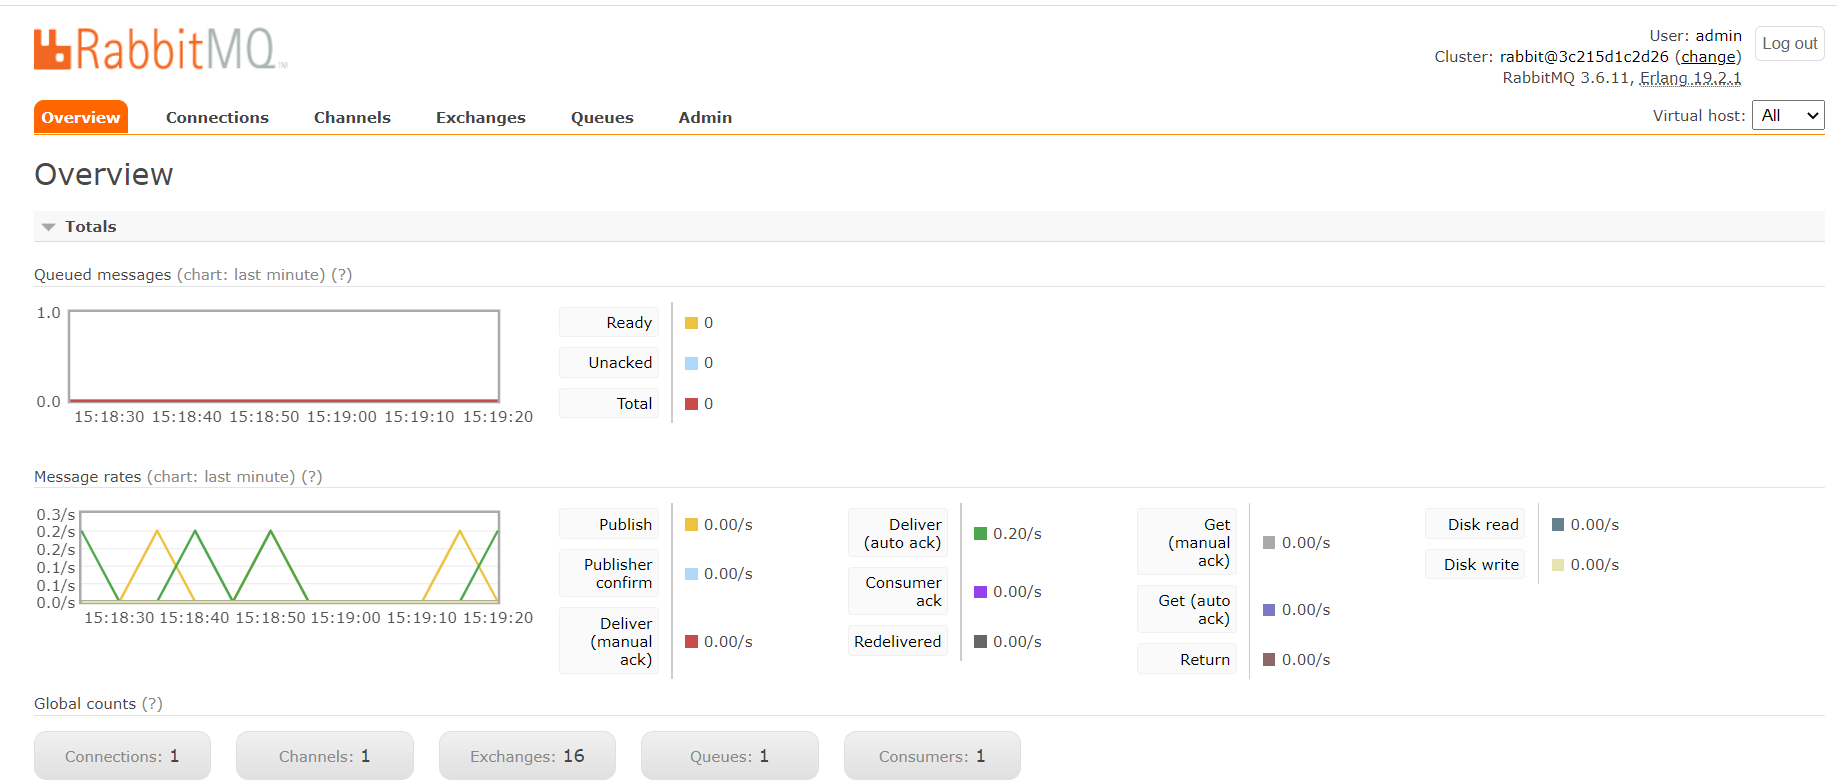 RabbitMQ TM
User: admin
Log out
Cluster: rabbit@3c215d1c2d26 (change)
RabbitMQ 3.6.11, Erlang 19.2.1
Overview Connections Channels Exchanges Queues Admin
Virtual host: All
Overview
Totals
Queued messages (chart: last minute) (?)
1.0
0.0
15:18:30 15:18:40 15:18:50 15:19:00 15:19:10 15:19:20
Ready 0
Unacked 0
Total 0
Message rates (chart: last minute) (?)
0.3/s
0.2/s
0.2/s
0.1/s
0.1/s
0.0/s
15:18:30 15:18:40 15:18:50 15:19:00 15:19:10 15:19:20
Publish 0.00/s
Publisher
confirm 0.00/s
Deliver
(manual
ack) 0.00/s
Deliver
(auto ack) 0.20/s
Consumer
ack 0.00/s
Redelivered 0.00/s
Get
(manual
ack) 0.00/s
Get (auto
ack) 0.00/s
Return 0.00/s
Disk read 0.00/s
Disk write 0.00/s
Global counts (?)
Connections: 1 Channels: 1 Exchanges: 16 Queues: 1 Consumers: 1